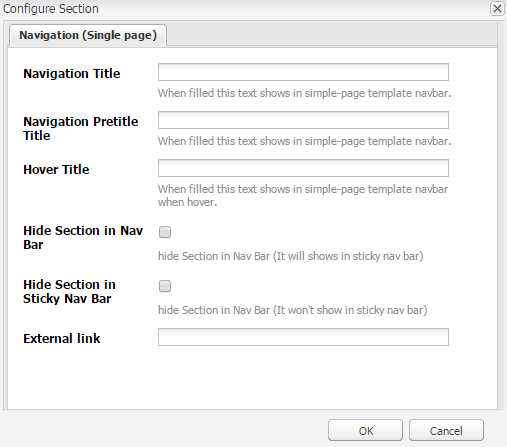 Configure Section
Navigation (Single page)
Navigation Title
When filled this text shows in simple-page template navbar.
Navigation Pretitle
Title
When filled this text shows in simple-page template navbar.
Hover Title
When filled this text shows in simple-page template navbar
when hover.
Hide Section in Nav
Bar
hide Section in Nav Bar (It will shows in sticky nav bar)
Hide Section in
Sticky Nav Bar
hide Section in Nav Bar (It won't show in sticky nav bar)
External link
OK
Cancel